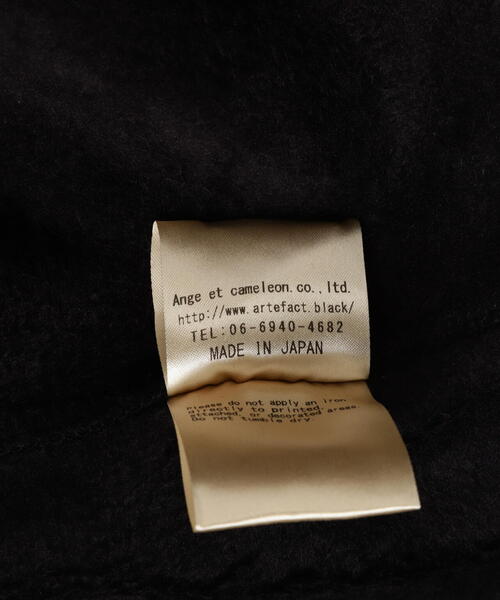 Ange et cameleon.co.,ltd.
http://www.artefact.black/
TEL:06-6940-4682
MADE IN JAPAN
Please do not apply an iron
directly to printed,
attached, or decorated areas.
Do not tumble dry